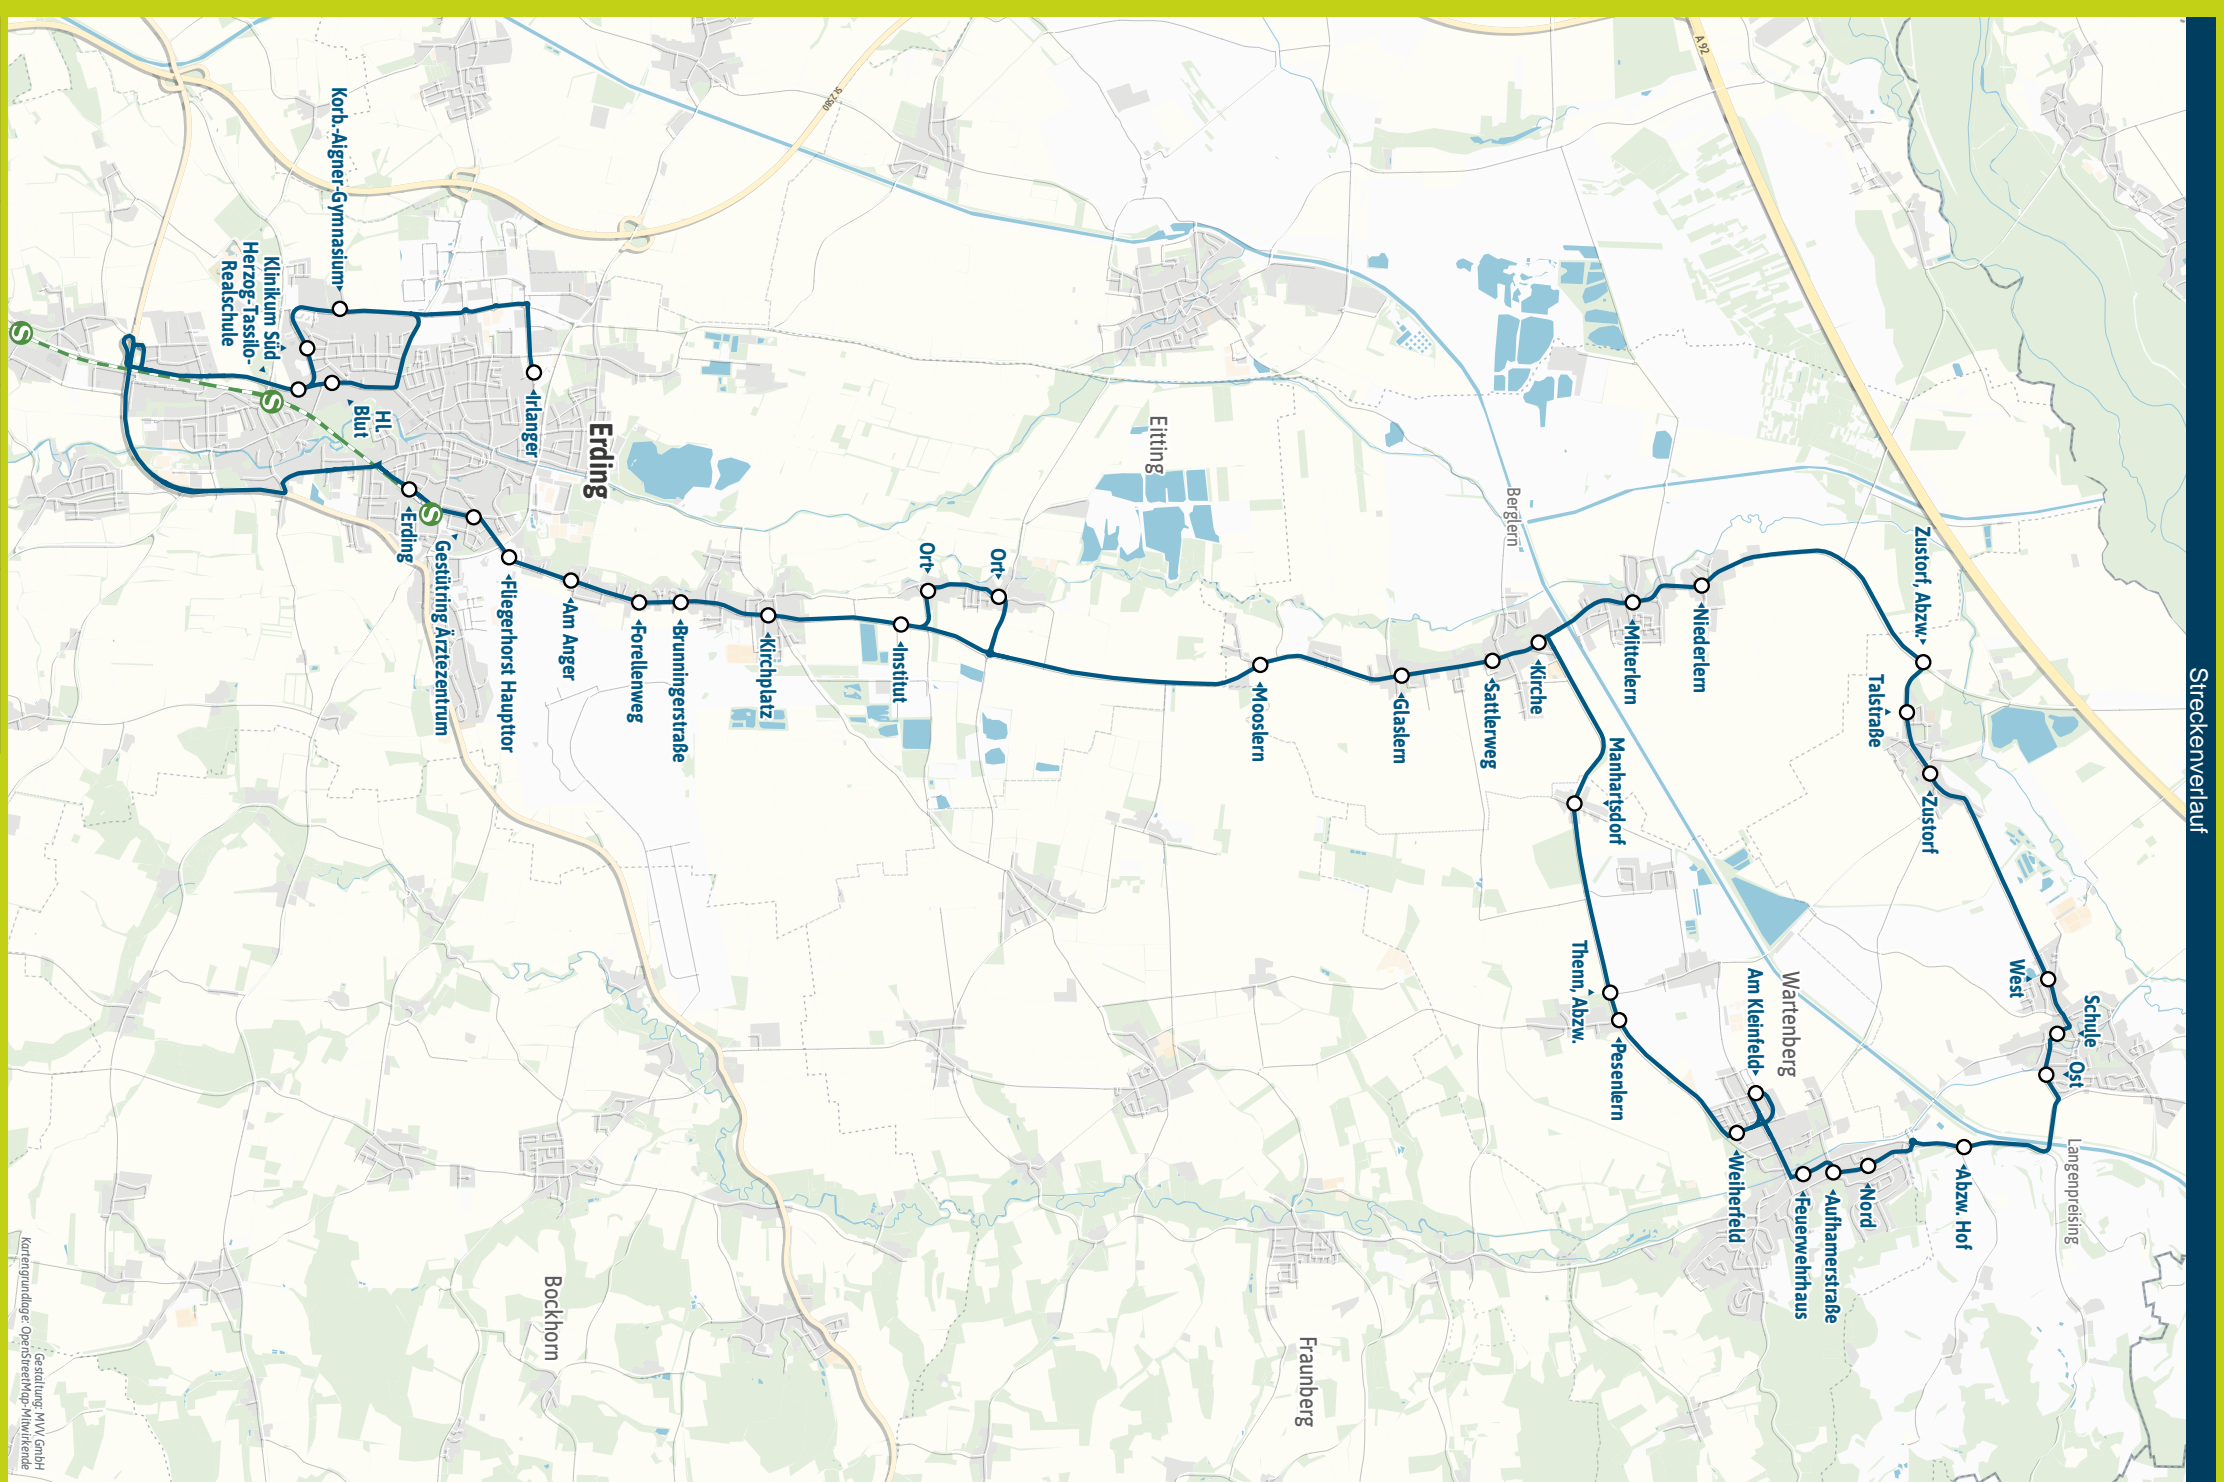 Streckenverlauf
A 92
St 2580
Korb.-Aigner-Gymnasium
Klinikum Süd
Herzog-Tassilo-
Realschule
Hl.
Blut
Irlanger
Erding
Erding
Gestütring Ärztezentrum
Fliegerhorst Haupttor
Am Anger
Forellenweg
Brunningerstraße
Kirchplatz
Institut
Ort
Ort
Eitting
Mooslern
Glaslern
Sattlerweg
Kirche
Berglern
Mitterlern
Niederlern
Zustorf, Abzw.
Talstraße
Zustorf
West
Schule
Ost
Langenpreising
Abzw. Hof
Nord
Aufhamerstraße
Feuerwehrhaus
Weiherfeld
Am Kleinfeld
Wartenberg
Pesenlern
Thenn, Abzw.
Manhartsdorf
Fraunberg
Bockhorn
S
S
S
Gestaltung: MVV GmbH
Kartengrundlage: OpenStreetMap-Mitwirkende